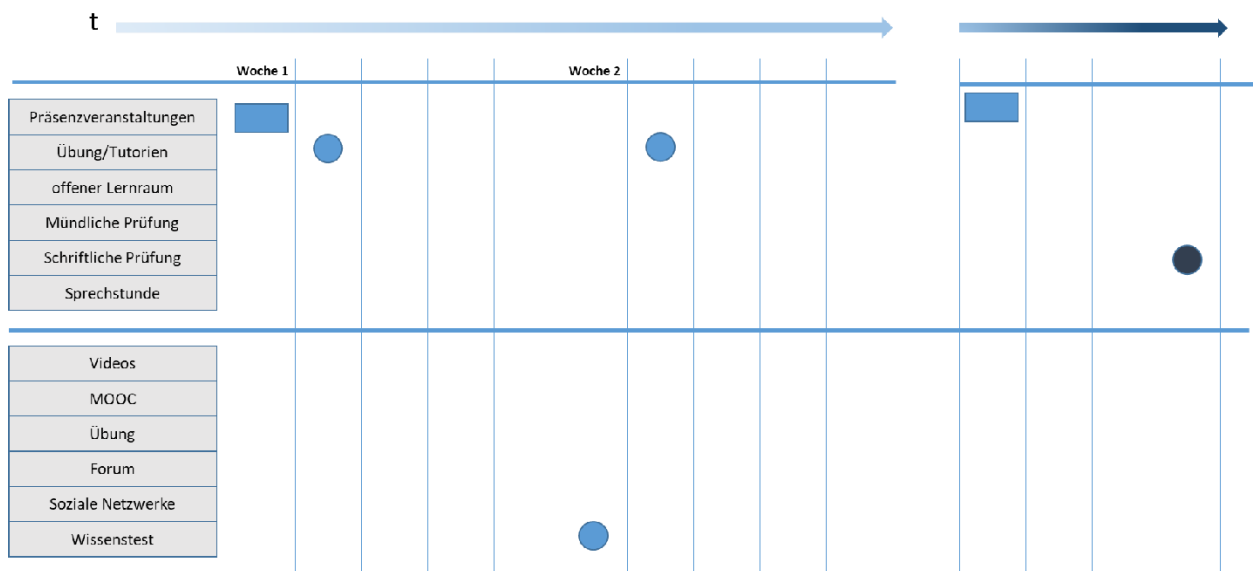 t
Woche 1
Woche 2
Präsenzveranstaltungen
Übung/Tutorien
offener Lernraum
Mündliche Prüfung
Schriftliche Prüfung
Sprechstunde
Videos
MOOC
Übung
Forum
Soziale Netzwerke
Wissenstest